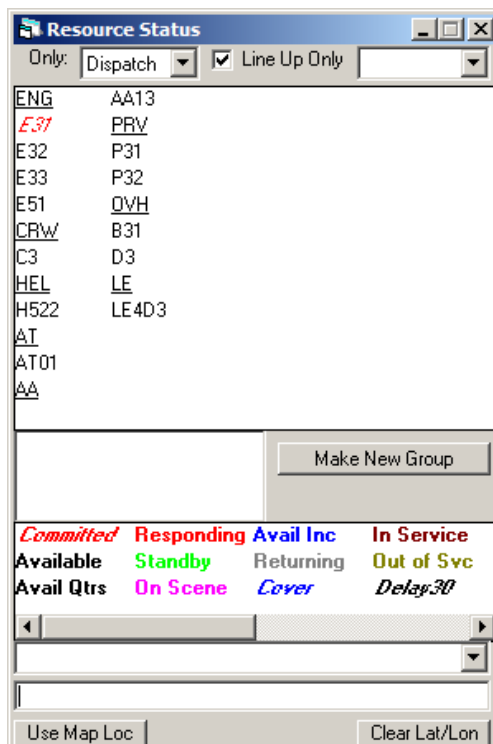 Resource Status
Only: Dispatch Line Up Only
ENG AA13
E31 PRV
E32 P31
E33 P32
E51 OVH
CRW B31
C3 D3
HEL LE
H522 LE4D3
AT
AT01
AA
Make New Group
Committed Responding Avail Inc In Service
Available Standby Returning Out of Svc
Avail Qtrs On Scene Cover Delay30
Use Map Loc Clear Lat/Lon